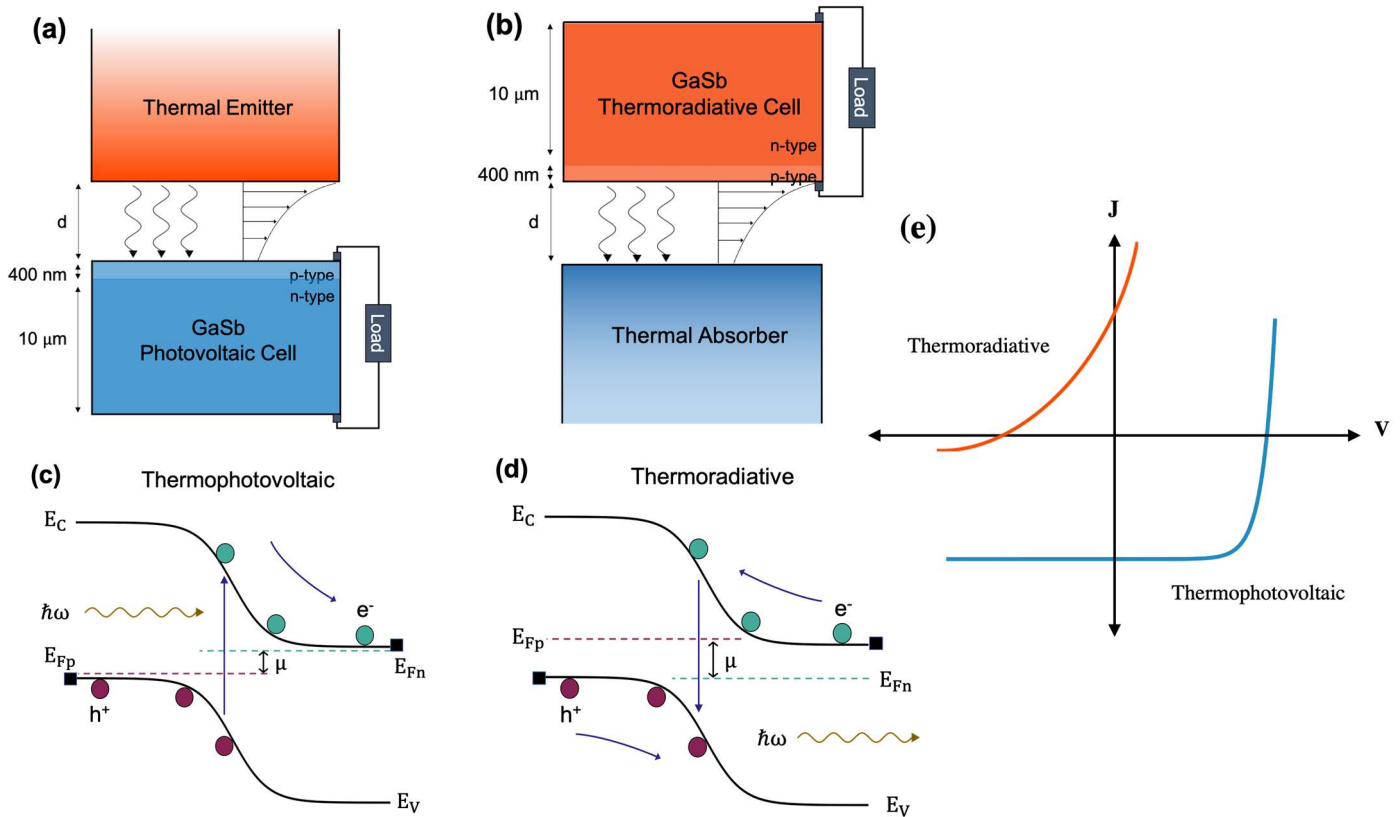 (a)
Thermal Emitter
d
400 nm
p-type
n-type
10 μm
GaSb
Photovoltaic Cell
Load
(b)
GaSb
Thermoradiative Cell
10 μm
n-type
400 nm
p-type
d
Load
Thermal Absorber
(e)
J
V
Thermoradiative
Thermophotovoltaic
(c)
Thermophotovoltaic
E_C
ħω
e⁻
E_Fp
μ
E_Fn
h⁺
E_V
(d)
Thermoradiative
E_C
e⁻
E_Fp
μ
E_Fn
h⁺
ħω
E_V